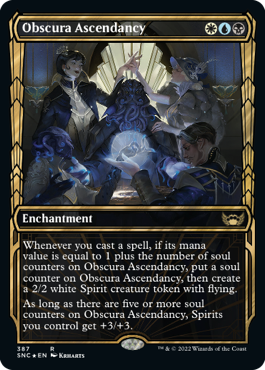 Obscura Ascendancy
Enchantment
Whenever you cast a spell, if its mana
value is equal to 1 plus the number of soul
counters on Obscura Ascendancy, put a soul
counter on Obscura Ascendancy, then create
a 2/2 white Spirit creature token with flying.
As long as there are five or more soul
counters on Obscura Ascendancy, Spirits
you control get +3/+3.
387 R
SNC ★ EN KRHARTS
™ & © 2022 Wizards of the Coast